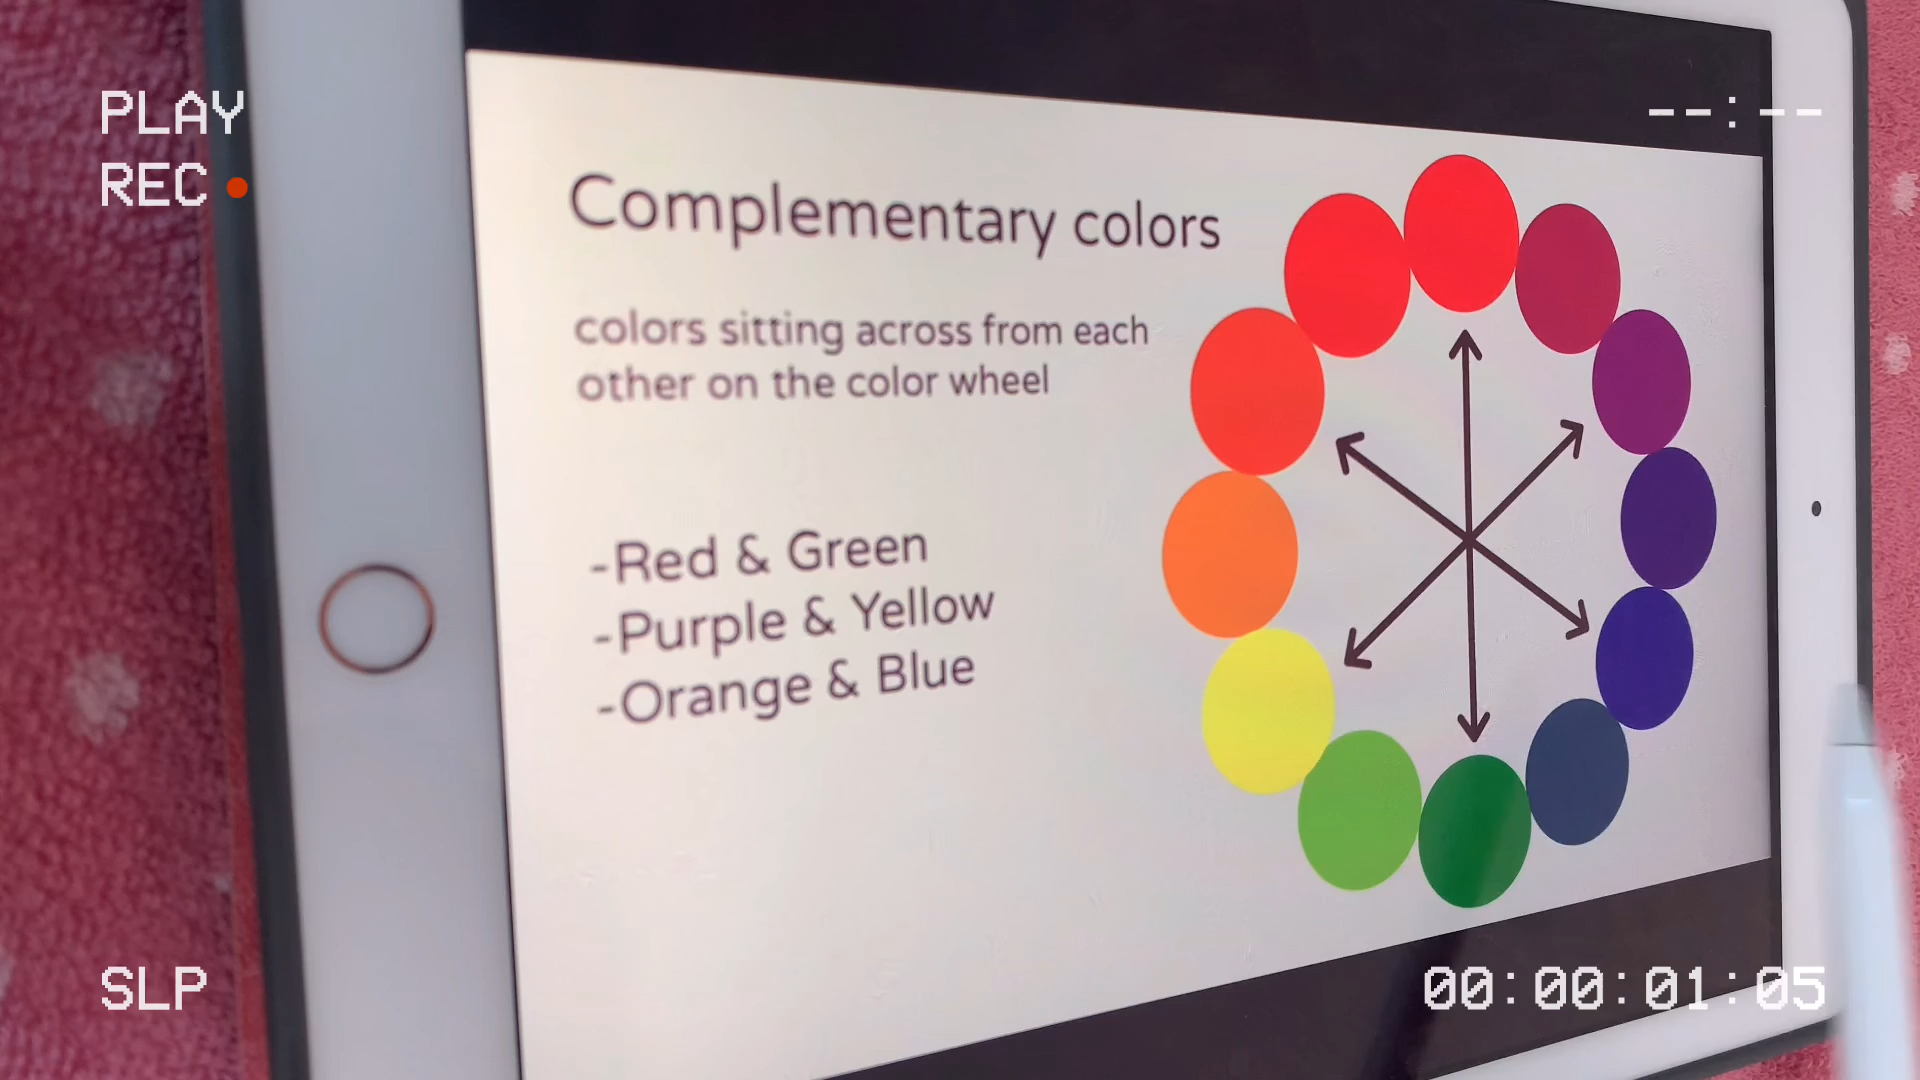 PLAY
REC
--:--
Complementary colors
colors sitting across from each
other on the color wheel
-Red & Green
-Purple & Yellow
-Orange & Blue
SLP
00:00:01:05